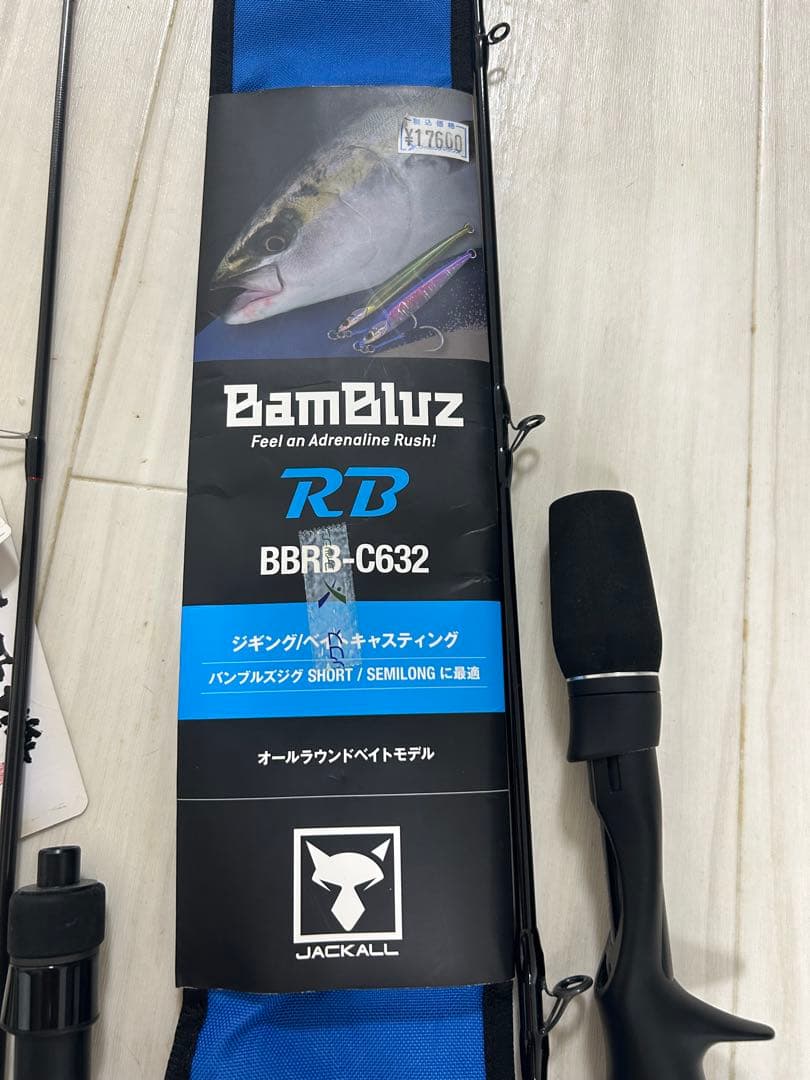 税込価格
¥17600
BamBluz
Feel an Adrenaline Rush!
RB
BBRB-C632
ジギング/ベイトキャスティング
バンブルズジグ SHORT / SEMILONG に最適
オールラウンドベイトモデル
JACKALL